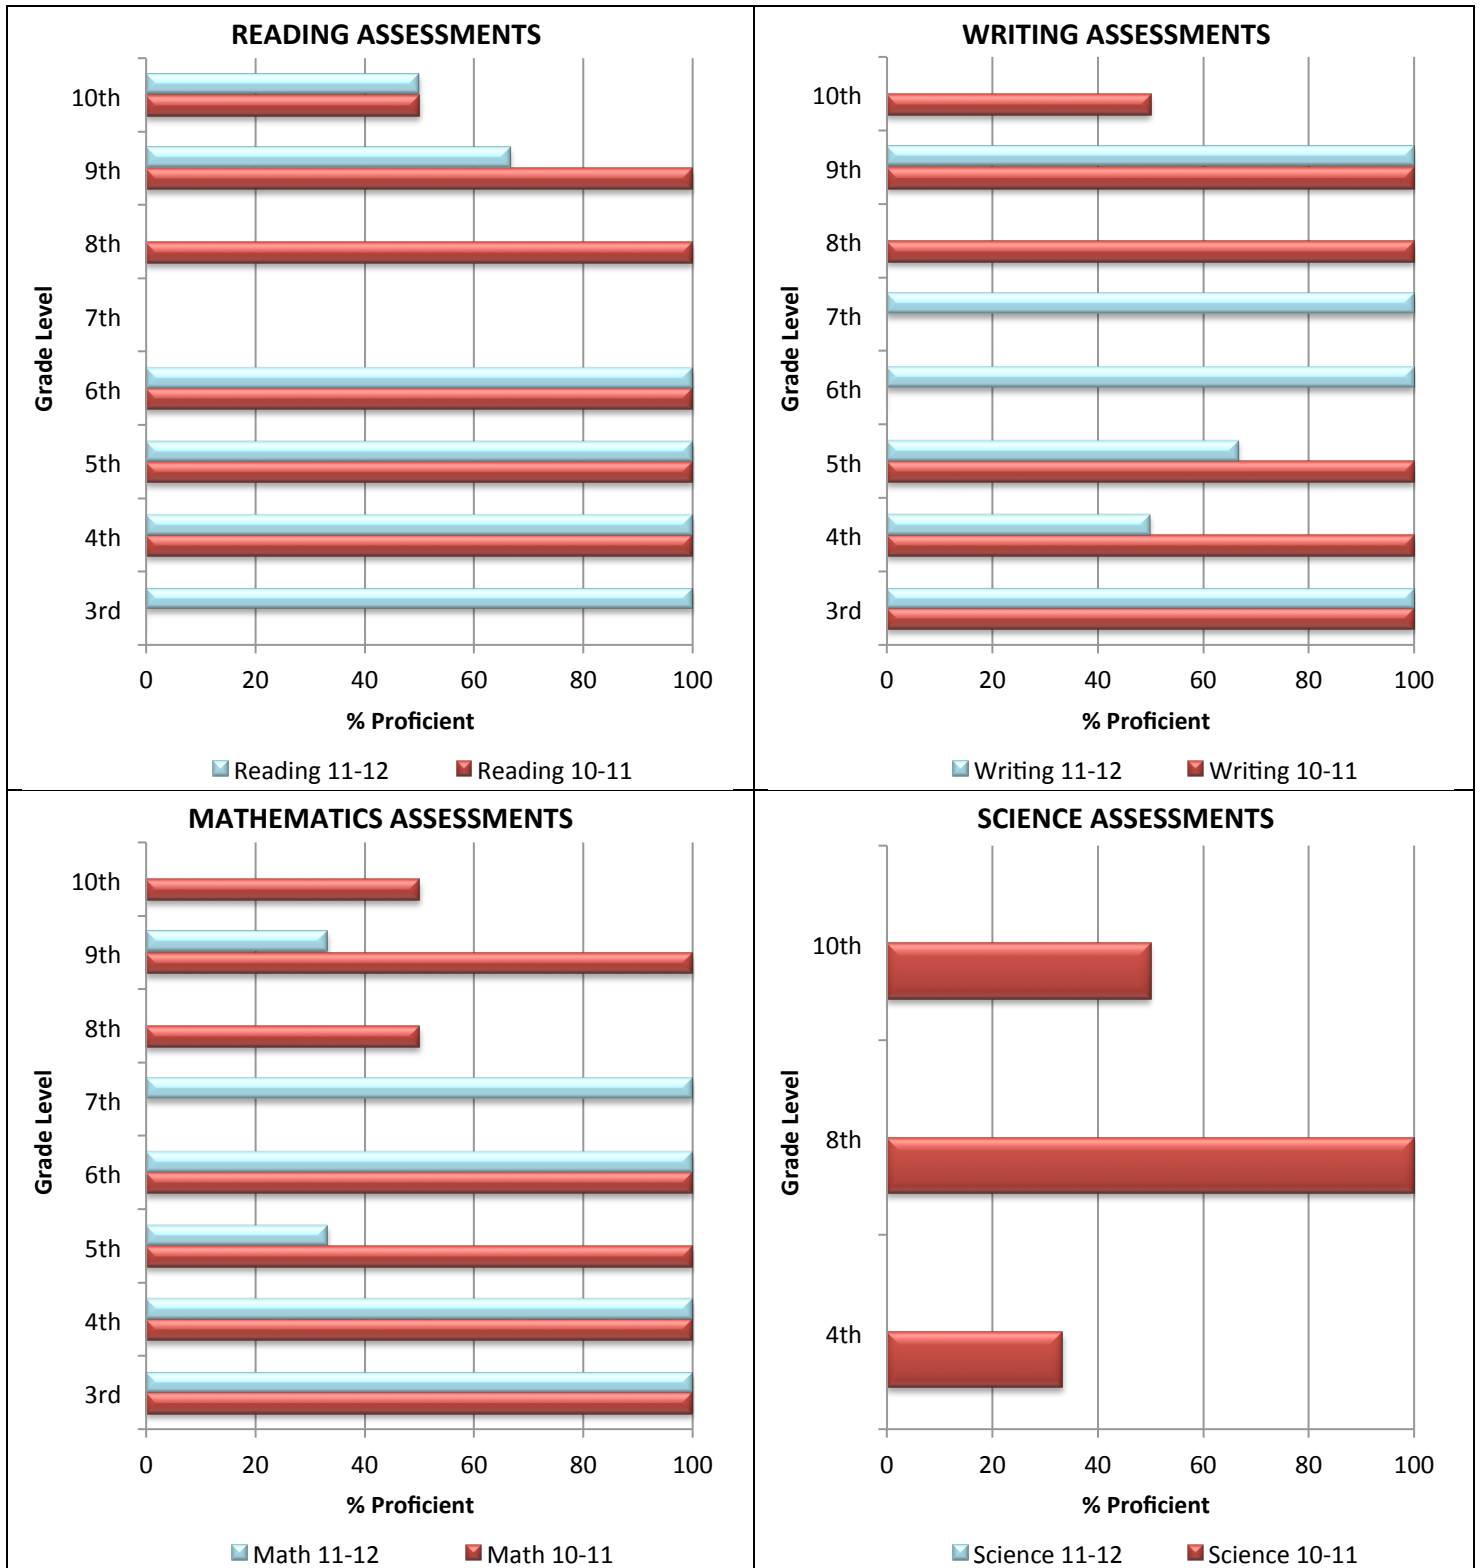 READING ASSESSMENTS
10th
9th
8th
7th
6th
5th
4th
3rd
Grade Level
0 20 40 60 80 100
% Proficient
Reading 11-12 Reading 10-11
WRITING ASSESSMENTS
10th
9th
8th
7th
6th
5th
4th
3rd
Grade Level
0 20 40 60 80 100
% Proficient
Writing 11-12 Writing 10-11
MATHEMATICS ASSESSMENTS
10th
9th
8th
7th
6th
5th
4th
3rd
Grade Level
0 20 40 60 80 100
% Proficient
Math 11-12 Math 10-11
SCIENCE ASSESSMENTS
10th
8th
4th
Grade Level
0 20 40 60 80 100
% Proficient
Science 11-12 Science 10-11